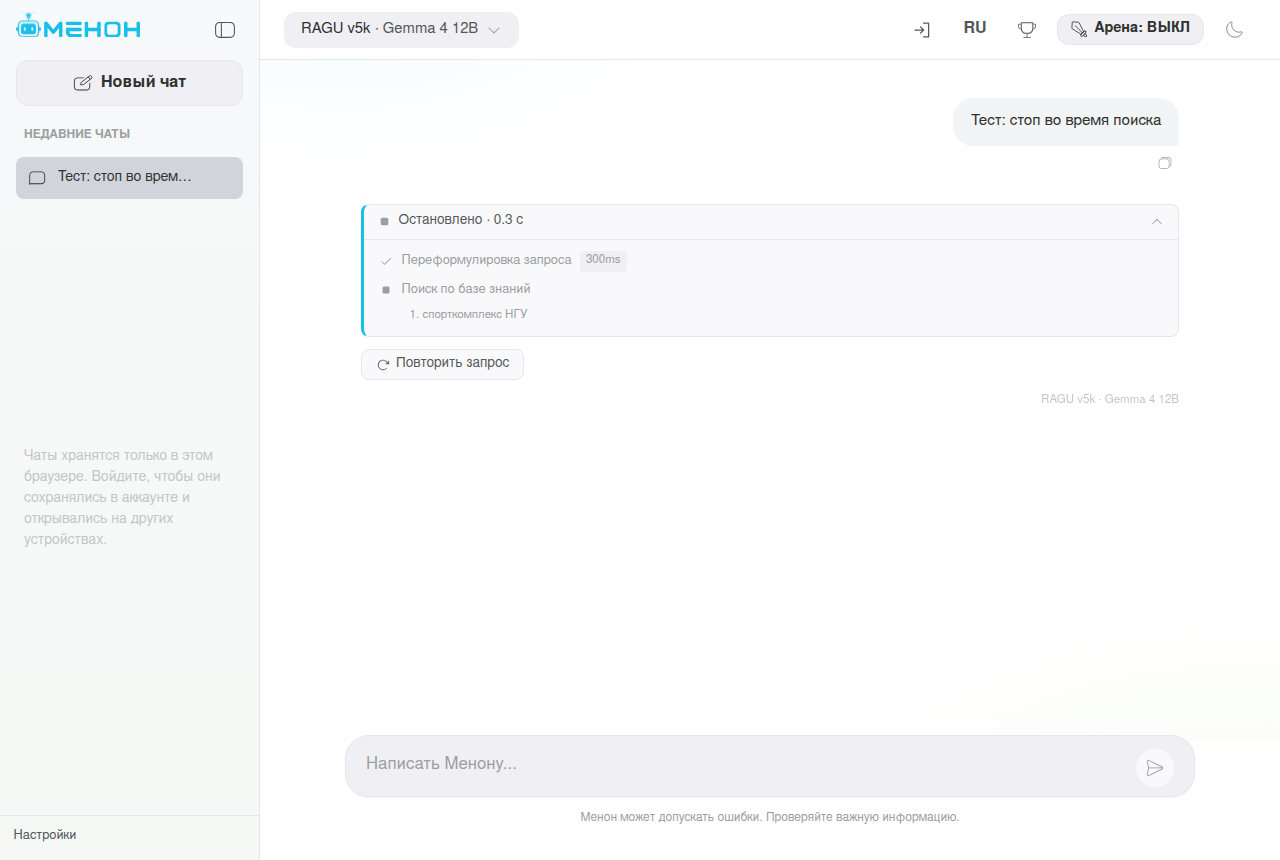 МЕНОН
Новый чат
НЕДАВНИЕ ЧАТЫ
Тест: стоп во врем…
Чаты хранятся только в этом
браузере. Войдите, чтобы они
сохранялись в аккаунте и
открывались на других
устройствах.
Настройки
RAGU v5k · Gemma 4 12B
RU
Арена: ВЫКЛ
Тест: стоп во время поиска
Остановлено · 0.3 с
Переформулировка запроса 300ms
Поиск по базе знаний
1. спорткомплекс НГУ
Повторить запрос
RAGU v5k · Gemma 4 12B
Написать Менону...
Менон может допускать ошибки. Проверяйте важную информацию.